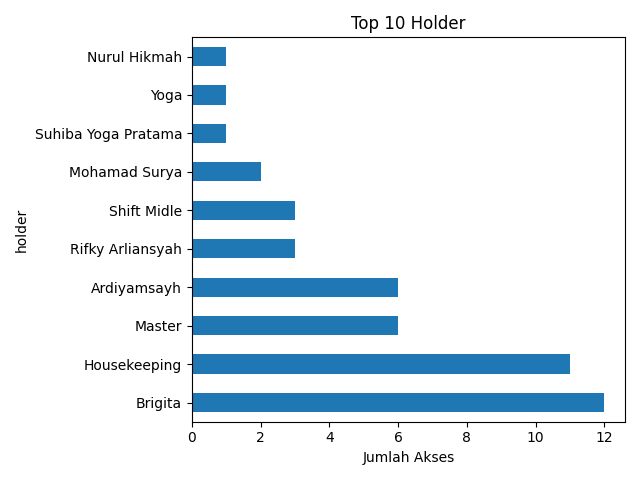 Top 10 Holder
Nurul Hikmah
Yoga
Suhiba Yoga Pratama
Mohamad Surya
Shift Midle
Rifky Arliansyah
Ardiyamsayh
Master
Housekeeping
Brigita
holder
0 2 4 6 8 10 12
Jumlah Akses